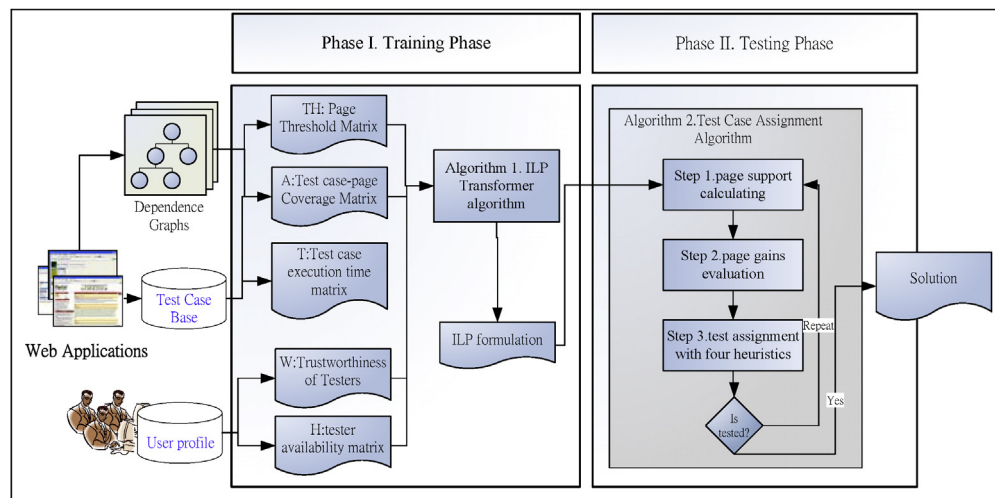 Phase I. Training Phase
Phase II. Testing Phase
TH: Page
Threshold Matrix
A:Test case-page
Coverage Matrix
T:Test case
execution time
matrix
W:Trustworthiness
of Testers
H:tester
availability matrix
Dependence
Graphs
Test Case
Base
Web Applications
User profile
Algorithm 1. ILP
Transformer
algorithm
ILP formulation
Algorithm 2.Test Case Assignment
Algorithm
Step 1.page support
calculating
Step 2.page gains
evaluation
Step 3.test assignment
with four heuristics
Is
tested?
Repeat
Yes
Solution